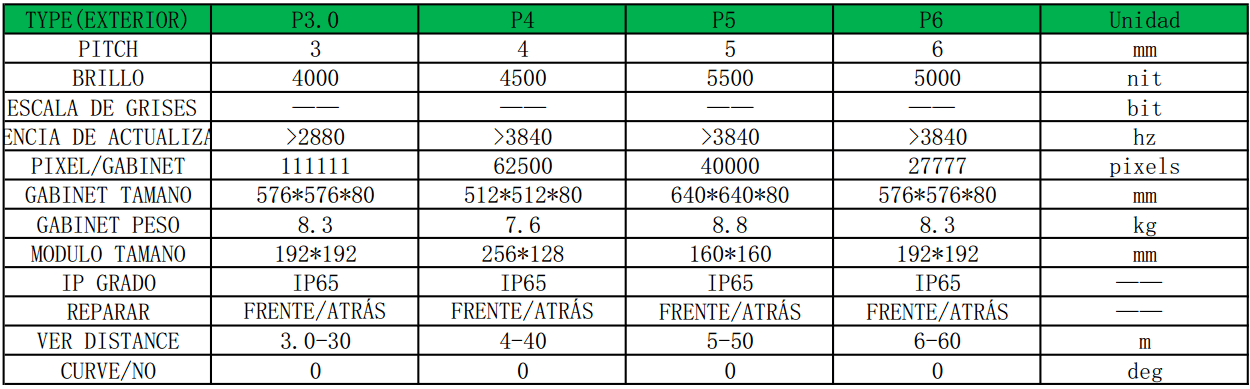 TYPE(EXTERIOR) P3.0 P4 P5 P6 Unidad
PITCH 3 4 5 6 mm
BRILLO 4000 4500 5500 5000 nit
ESCALA DE GRISES —— —— —— —— bit
ENCIA DE ACTUALIZA >2880 >3840 >3840 >3840 hz
PIXEL/GABINET 111111 62500 40000 27777 pixels
GABINET TAMANO 576*576*80 512*512*80 640*640*80 576*576*80 mm
GABINET PESO 8.3 7.6 8.8 8.3 kg
MODULO TAMANO 192*192 256*128 160*160 192*192 mm
IP GRADO IP65 IP65 IP65 IP65 ——
REPARAR FRENTE/ATRÁS FRENTE/ATRÁS FRENTE/ATRÁS FRENTE/ATRÁS ——
VER DISTANCE 3.0-30 4-40 5-50 6-60 m
CURVE/NO 0 0 0 0 deg